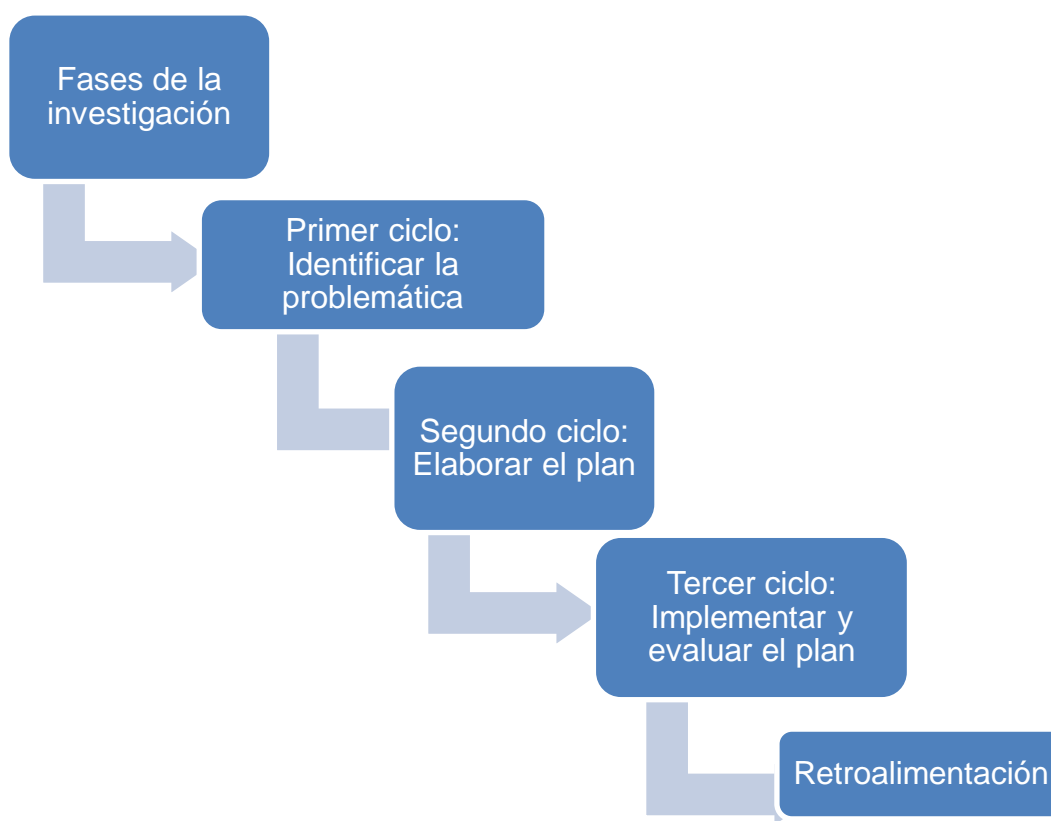 Fases de la
investigación
Primer ciclo:
Identificar la
problemática
Segundo ciclo:
Elaborar el plan
Tercer ciclo:
Implementar y
evaluar el plan
Retroalimentación